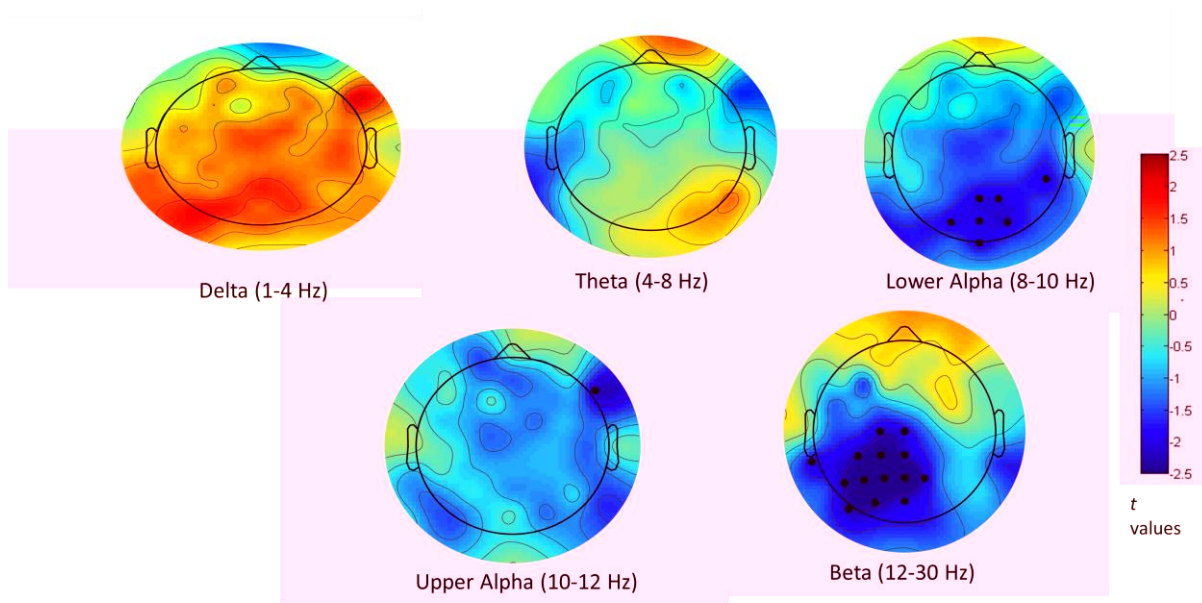 Delta (1-4 Hz)
Theta (4-8 Hz)
Lower Alpha (8-10 Hz)
Upper Alpha (10-12 Hz)
Beta (12-30 Hz)
2.5
2
1.5
1
0.5
0
-0.5
-1
-1.5
-2
-2.5
t
values